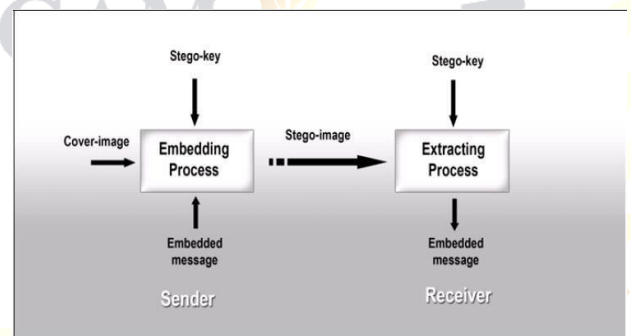 Stego-key
Stego-key
Cover-image
Embedding
Process
Stego-image
Extracting
Process
Embedded
message
Embedded
message
Sender
Receiver